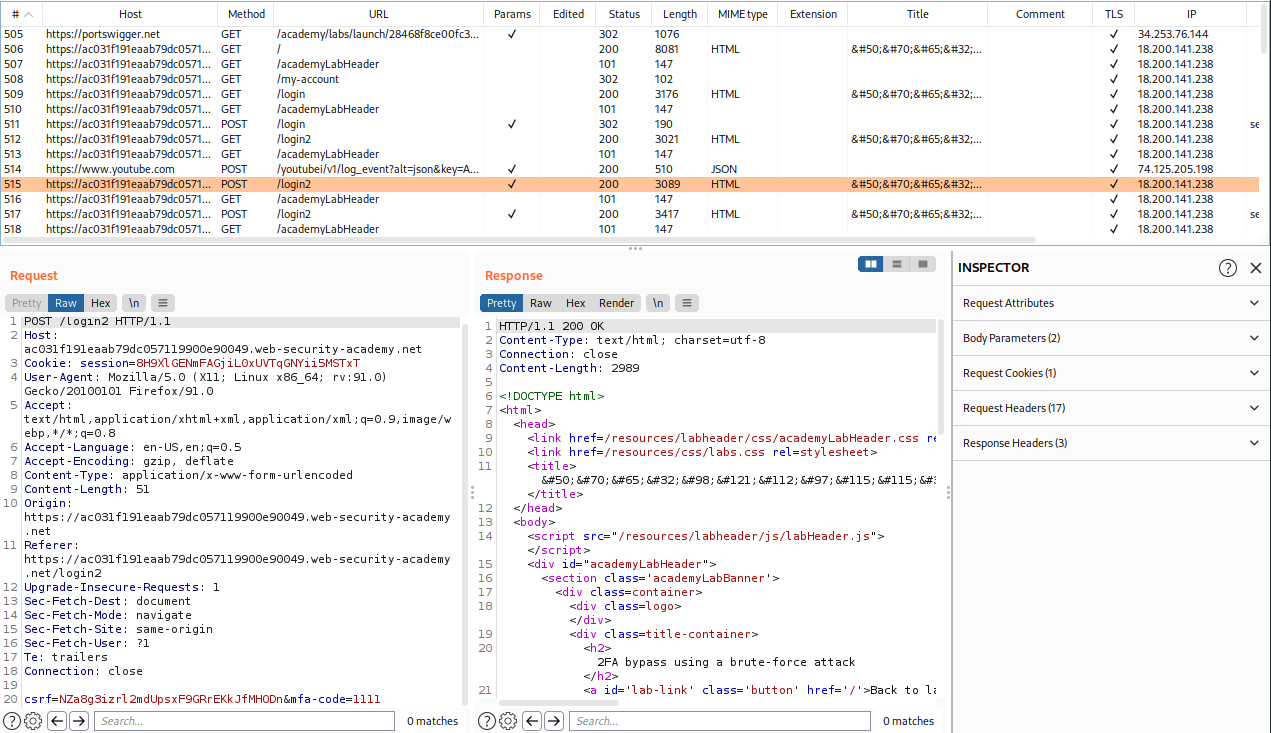 # Host Method URL Params Edited Status Length MIME type Extension Title Comment TLS IP
505 https://portswigger.net GET /academy/labs/launch/28468f8ce00fc3... ✓ 302 1076 ✓ 34.253.76.144
506 https://ac031f191eaab79dc0571... GET / 200 8081 HTML &#50;&#70;&#65;&#32;... ✓ 18.200.141.238
507 https://ac031f191eaab79dc0571... GET /academyLabHeader 101 147 ✓ 18.200.141.238
508 https://ac031f191eaab79dc0571... GET /my-account 302 102 ✓ 18.200.141.238
509 https://ac031f191eaab79dc0571... GET /login 200 3176 HTML &#50;&#70;&#65;&#32;... ✓ 18.200.141.238
510 https://ac031f191eaab79dc0571... GET /academyLabHeader 101 147 ✓ 18.200.141.238
511 https://ac031f191eaab79dc0571... POST /login ✓ 302 190 ✓ 18.200.141.238 se
512 https://ac031f191eaab79dc0571... GET /login2 200 3021 HTML &#50;&#70;&#65;&#32;... ✓ 18.200.141.238
513 https://ac031f191eaab79dc0571... GET /academyLabHeader 101 147 ✓ 18.200.141.238
514 https://www.youtube.com POST /youtubei/v1/log_event?alt=json&key=A... ✓ 200 510 JSON ✓ 74.125.205.198
515 https://ac031f191eaab79dc0571... POST /login2 ✓ 200 3089 HTML &#50;&#70;&#65;&#32;... ✓ 18.200.141.238
516 https://ac031f191eaab79dc0571... GET /academyLabHeader 101 147 ✓ 18.200.141.238
517 https://ac031f191eaab79dc0571... POST /login2 ✓ 200 3417 HTML &#50;&#70;&#65;&#32;... ✓ 18.200.141.238 se
518 https://ac031f191eaab79dc0571... GET /academyLabHeader 101 147 ✓ 18.200.141.238
Request
Pretty Raw Hex \n
1 POST /login2 HTTP/1.1
2 Host:
ac031f191eaab79dc057119900e90049.web-security-academy.net
3 Cookie: session=8H9XlGENmFAGjiL0xUVTqGNYii5MSTxT
4 User-Agent: Mozilla/5.0 (X11; Linux x86_64; rv:91.0)
Gecko/20100101 Firefox/91.0
5 Accept:
text/html,application/xhtml+xml,application/xml;q=0.9,image/w
ebp,*/*;q=0.8
6 Accept-Language: en-US,en;q=0.5
7 Accept-Encoding: gzip, deflate
8 Content-Type: application/x-www-form-urlencoded
9 Content-Length: 51
10 Origin:
https://ac031f191eaab79dc057119900e90049.web-security-academy
.net
11 Referer:
https://ac031f191eaab79dc057119900e90049.web-security-academy
.net/login2
12 Upgrade-Insecure-Requests: 1
13 Sec-Fetch-Dest: document
14 Sec-Fetch-Mode: navigate
15 Sec-Fetch-Site: same-origin
16 Sec-Fetch-User: ?1
17 Te: trailers
18 Connection: close
19
20 csrf=NZa8g3izrl2mdUpsxF9GRrEKkJfMHODn&mfa-code=1111
Search... 0 matches
Response
Pretty Raw Hex Render \n
1 HTTP/1.1 200 OK
2 Content-Type: text/html; charset=utf-8
3 Connection: close
4 Content-Length: 2989
5
6 <!DOCTYPE html>
7 <html>
8 <head>
9 <link href=/resources/labheader/css/academyLabHeader.css re
10 <link href=/resources/css/labs.css rel=stylesheet>
11 <title>
&#50;&#70;&#65;&#32;&#98;&#121;&#112;&#97;&#115;&#115;&#3
</title>
12 </head>
13 <body>
14 <script src="/resources/labheader/js/labHeader.js">
</script>
15 <div id="academyLabHeader">
16 <section class='academyLabBanner'>
17 <div class=container>
18 <div class=logo>
</div>
19 <div class=title-container>
20 <h2>
2FA bypass using a brute-force attack
</h2>
21 <a id='lab-link' class='button' href='/'>Back to la
Search... 0 matches
INSPECTOR
Request Attributes
Body Parameters (2)
Request Cookies (1)
Request Headers (17)
Response Headers (3)